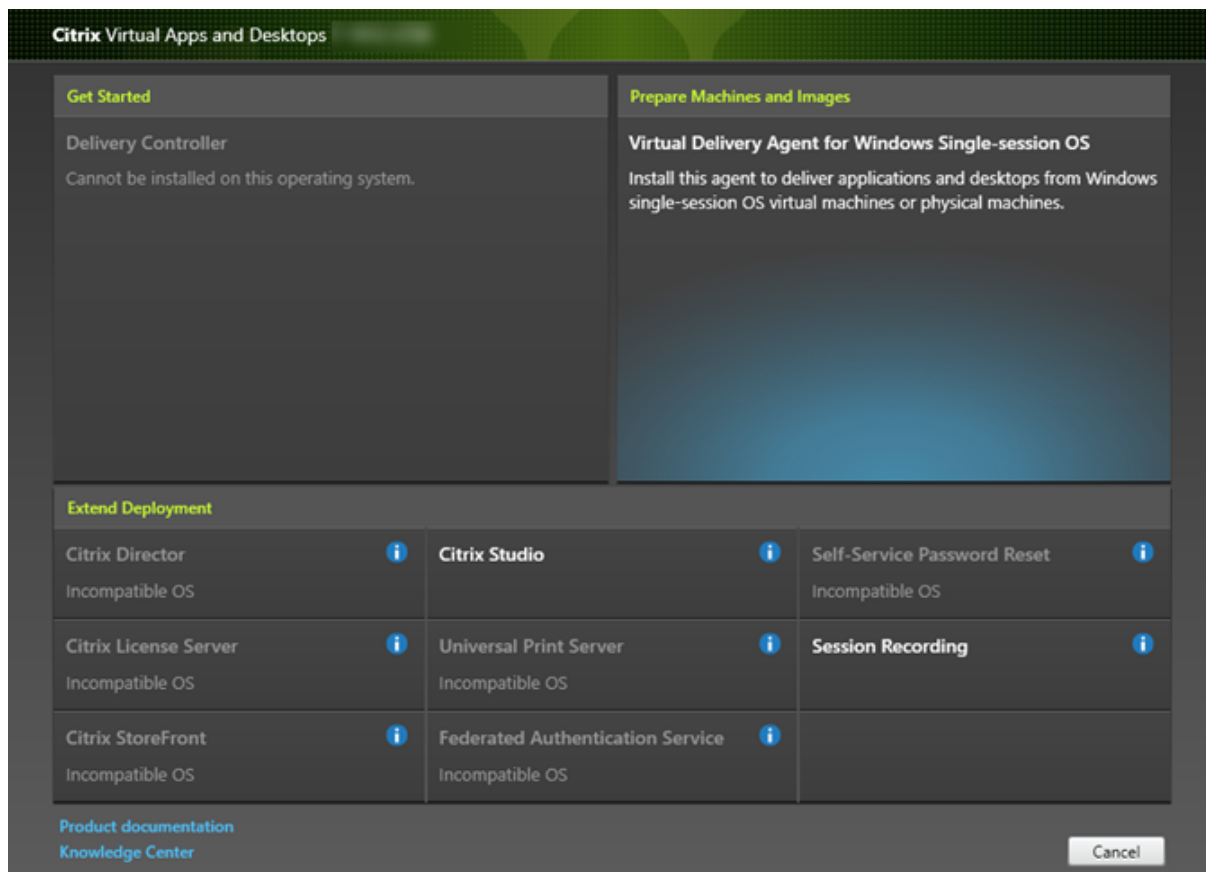 Citrix Virtual Apps and Desktops
Get Started
Delivery Controller
Cannot be installed on this operating system.
Prepare Machines and Images
Virtual Delivery Agent for Windows Single-session OS
Install this agent to deliver applications and desktops from Windows
single-session OS virtual machines or physical machines.
Extend Deployment
Citrix Director
Incompatible OS
Citrix Studio
Self-Service Password Reset
Incompatible OS
Citrix License Server
Incompatible OS
Universal Print Server
Incompatible OS
Session Recording
Citrix StoreFront
Incompatible OS
Federated Authentication Service
Incompatible OS
Product documentation
Knowledge Center
Cancel